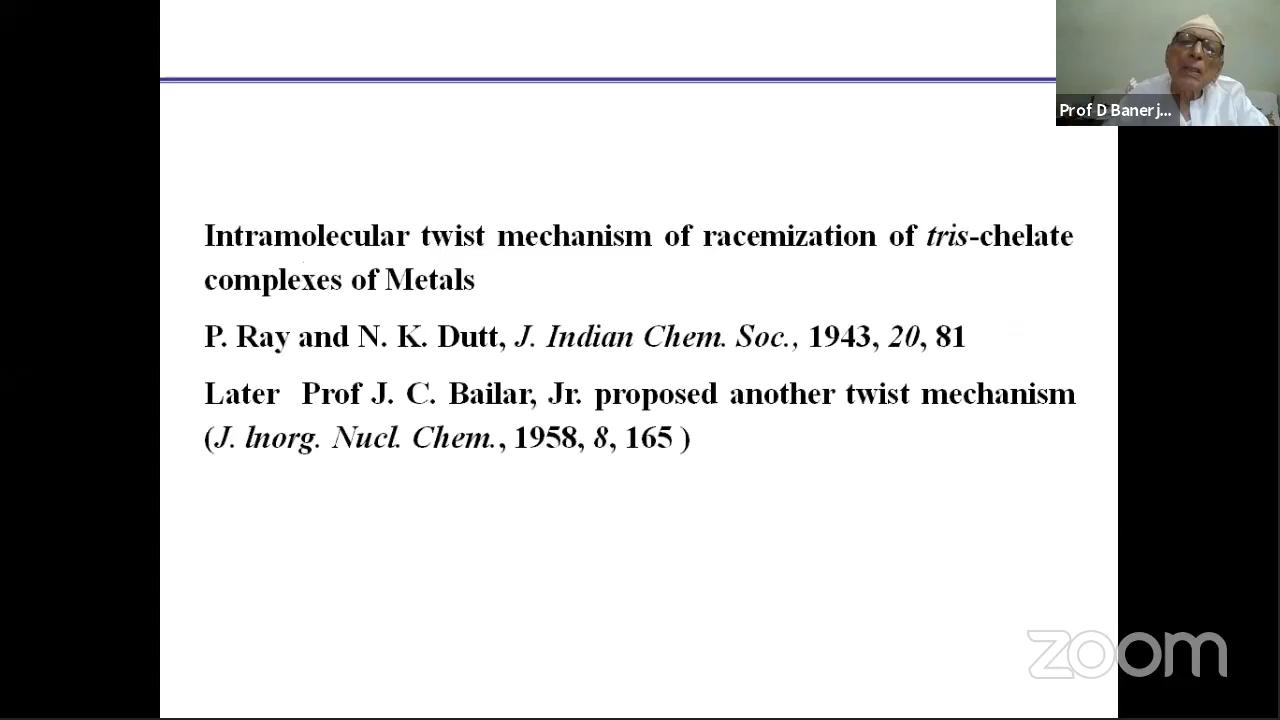 Prof D Banerj...
Intramolecular twist mechanism of racemization of tris-chelate
complexes of Metals
P. Ray and N. K. Dutt, J. Indian Chem. Soc., 1943, 20, 81
Later Prof J. C. Bailar, Jr. proposed another twist mechanism
(J. lnorg. Nucl. Chem., 1958, 8, 165 )
zoom